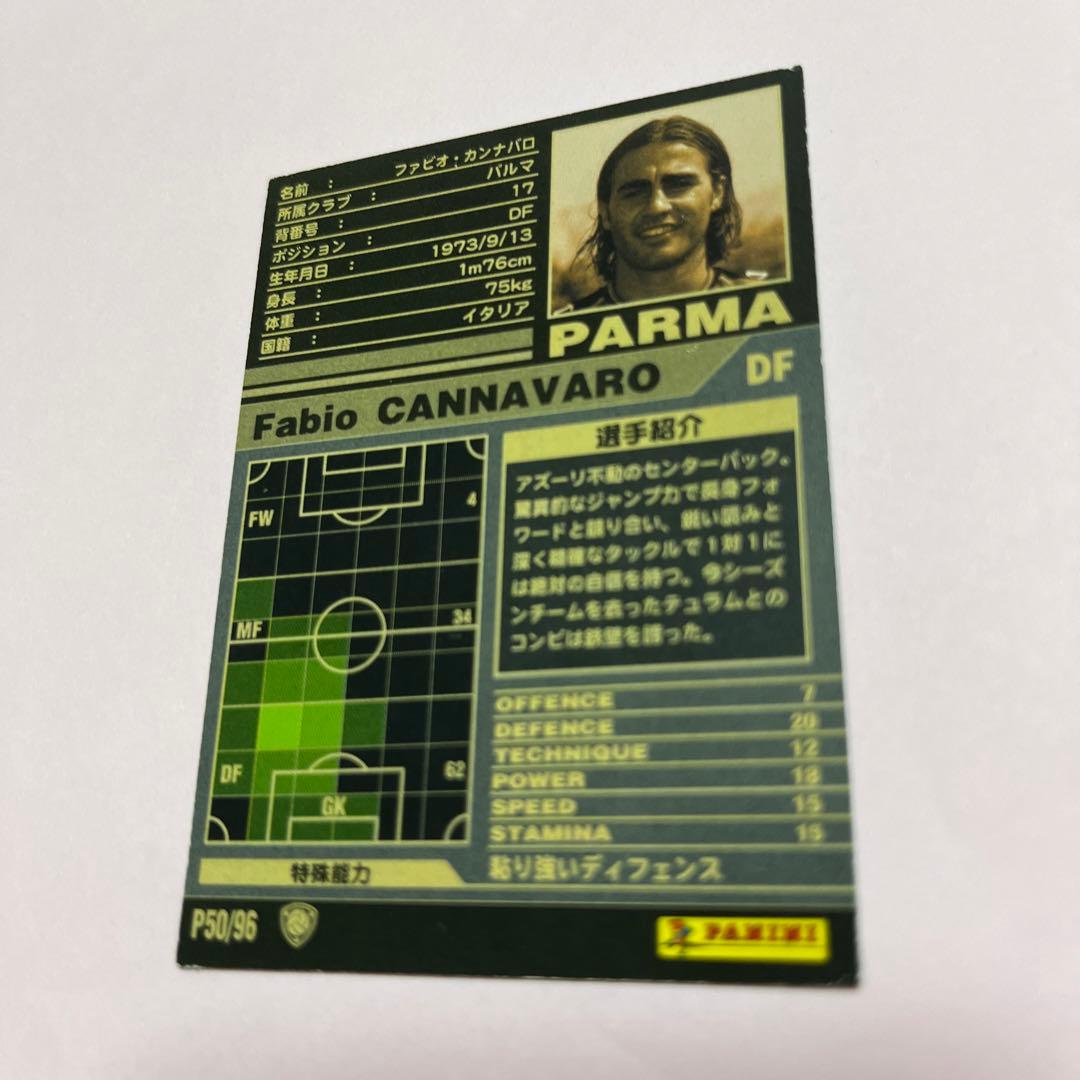 名前 : ファビオ・カンナバロ
所属クラブ : パルマ
背番号 : 17
ポジション : DF
生年月日 : 1973/9/13
身長 : 1m76cm
体重 : 75kg
国籍 : イタリア
PARMA
Fabio CANNAVARO
DF
選手紹介
アズーリ不動のセンターバック。
驚異的なジャンプ力で長身フォ
ワードと競り合い、鋭い読みと
深く的確なタックルで1対1に
は絶対の自信を持つ。今シーズ
ンチームを去ったテュラムとの
コンビは鉄壁を誇った。
FW 4
MF 34
DF 62
GK
OFFENCE 7
DEFENCE 20
TECHNIQUE 12
POWER 18
SPEED 15
STAMINA 15
特殊能力
粘り強いディフェンス
P50/96
PANINI